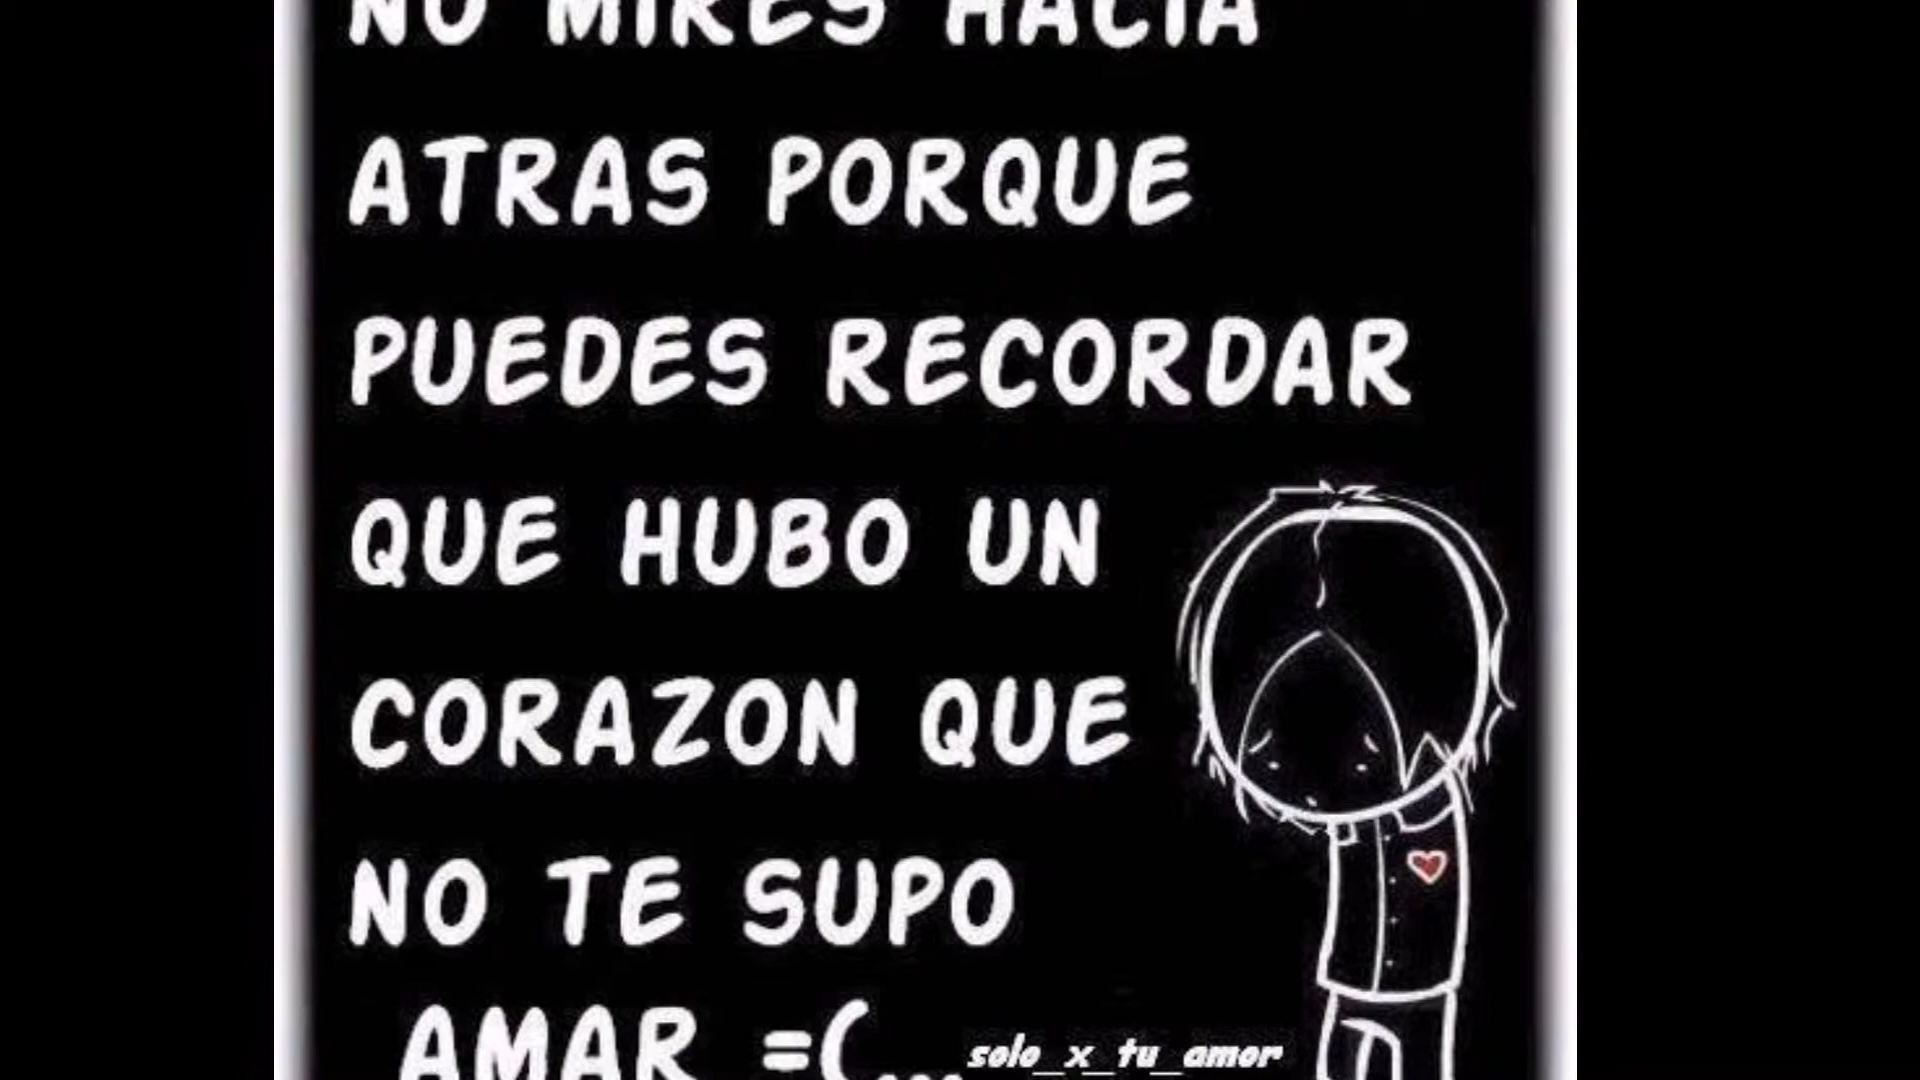 NO MIRES HACIA
ATRAS PORQUE
PUEDES RECORDAR
QUE HUBO UN
CORAZON QUE
NO TE SUPO
AMAR =(... solo_x_tu_amor